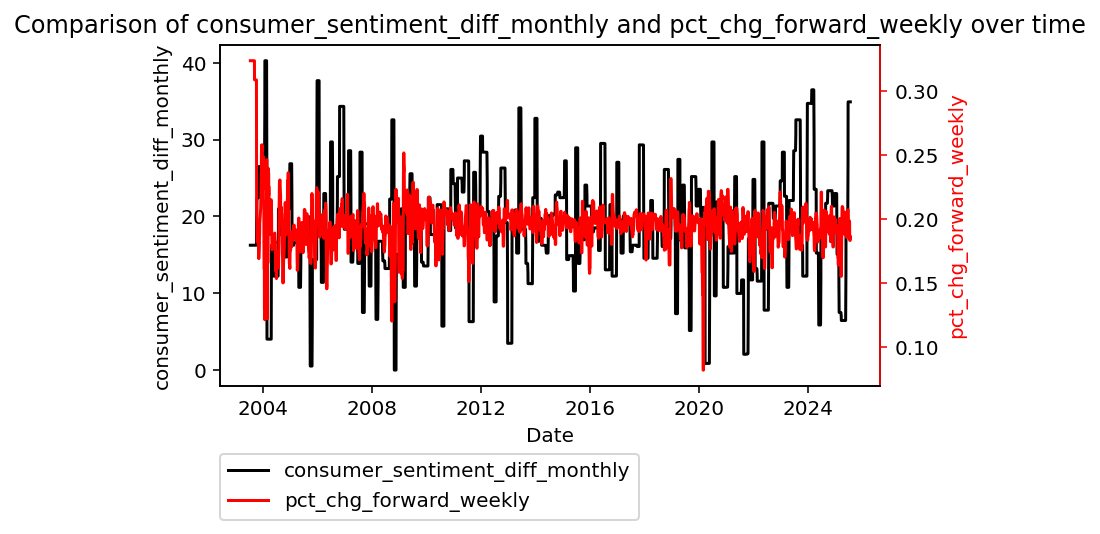 Comparison of consumer_sentiment_diff_monthly and pct_chg_forward_weekly over time
consumer_sentiment_diff_monthly
40
30
20
10
0
0.30
0.25
0.20
0.15
0.10
pct_chg_forward_weekly
2004 2008 2012 2016 2020 2024
Date
consumer_sentiment_diff_monthly
pct_chg_forward_weekly